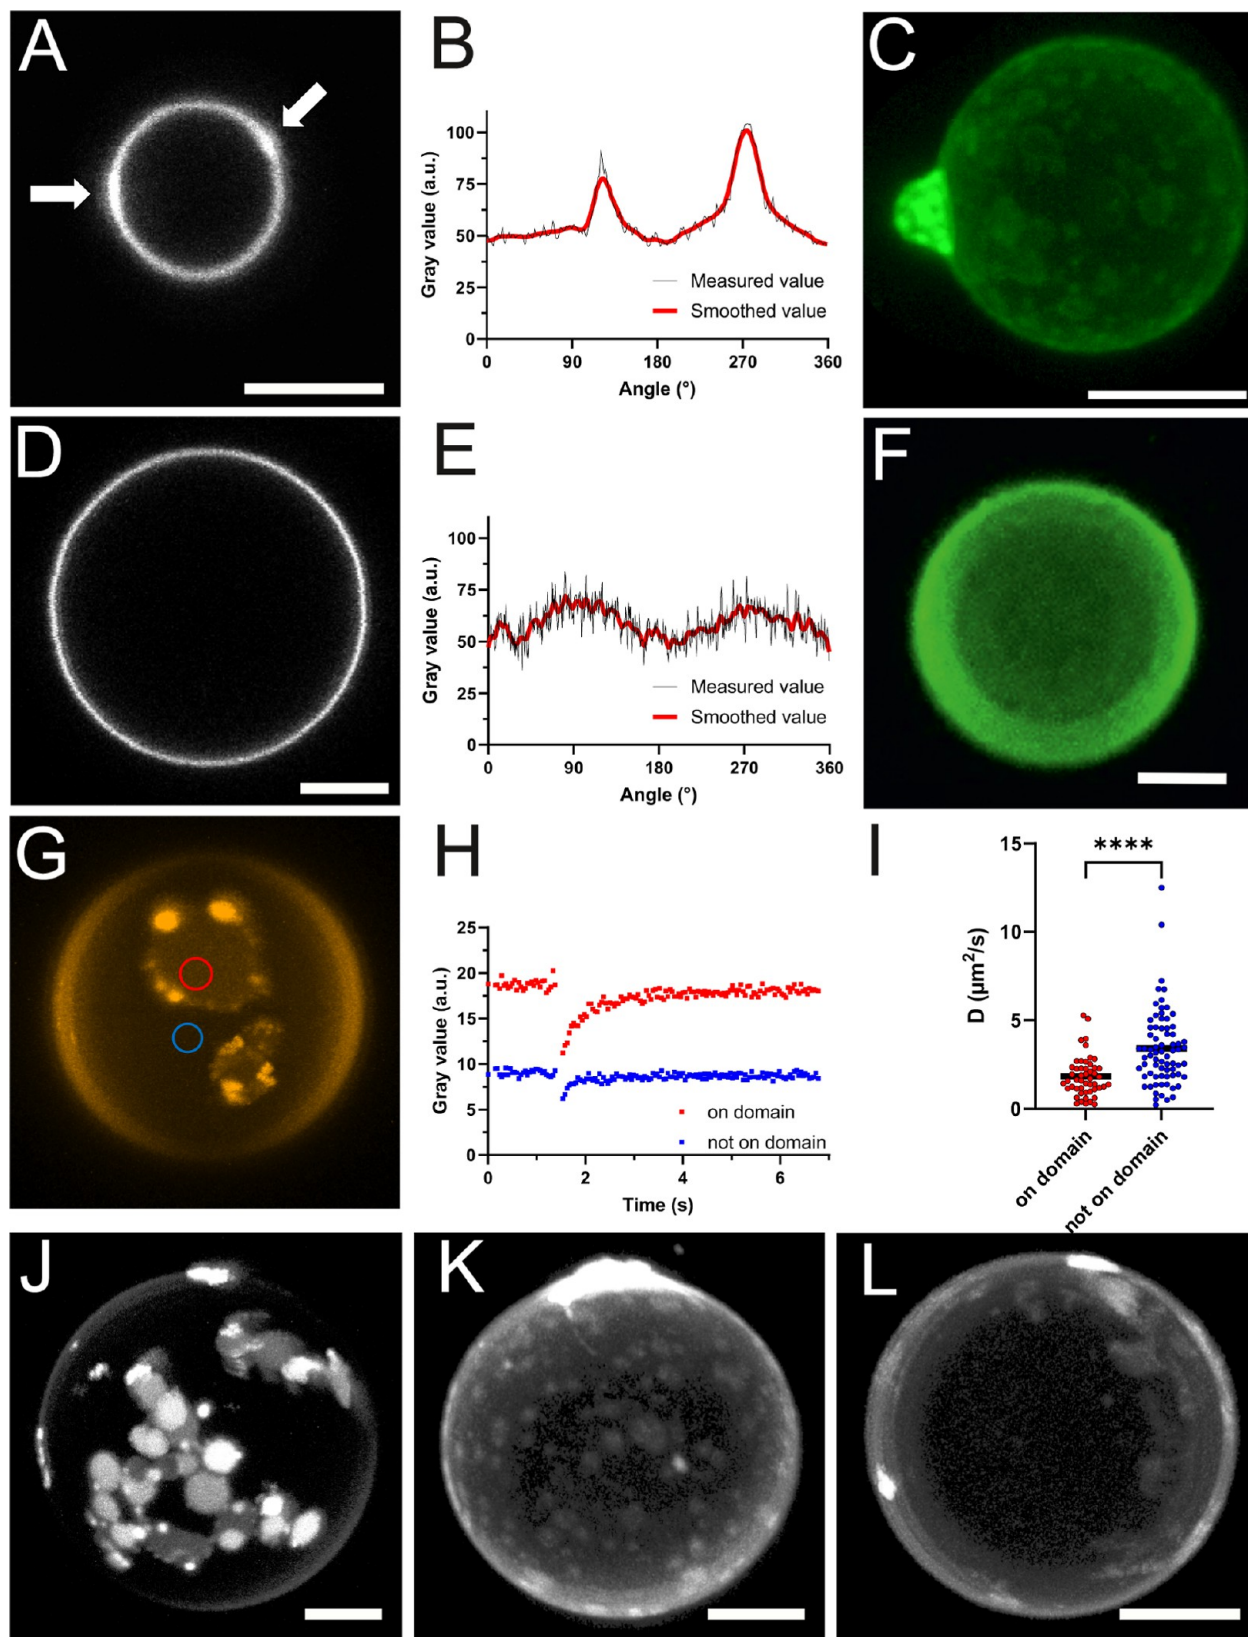 A
B
C
100
75
50
25
0
Gray value (a.u.)
Measured value
Smoothed value
0 90 180 270 360
Angle (°)
D
E
F
100
75
50
25
0
Gray value (a.u.)
Measured value
Smoothed value
0 90 180 270 360
Angle (°)
G
H
I
25
20
15
10
5
0
Gray value (a.u.)
on domain
not on domain
0 2 4 6
Time (s)
15
10
5
0
D (µm²/s)
****
on domain
not on domain
J
K
L